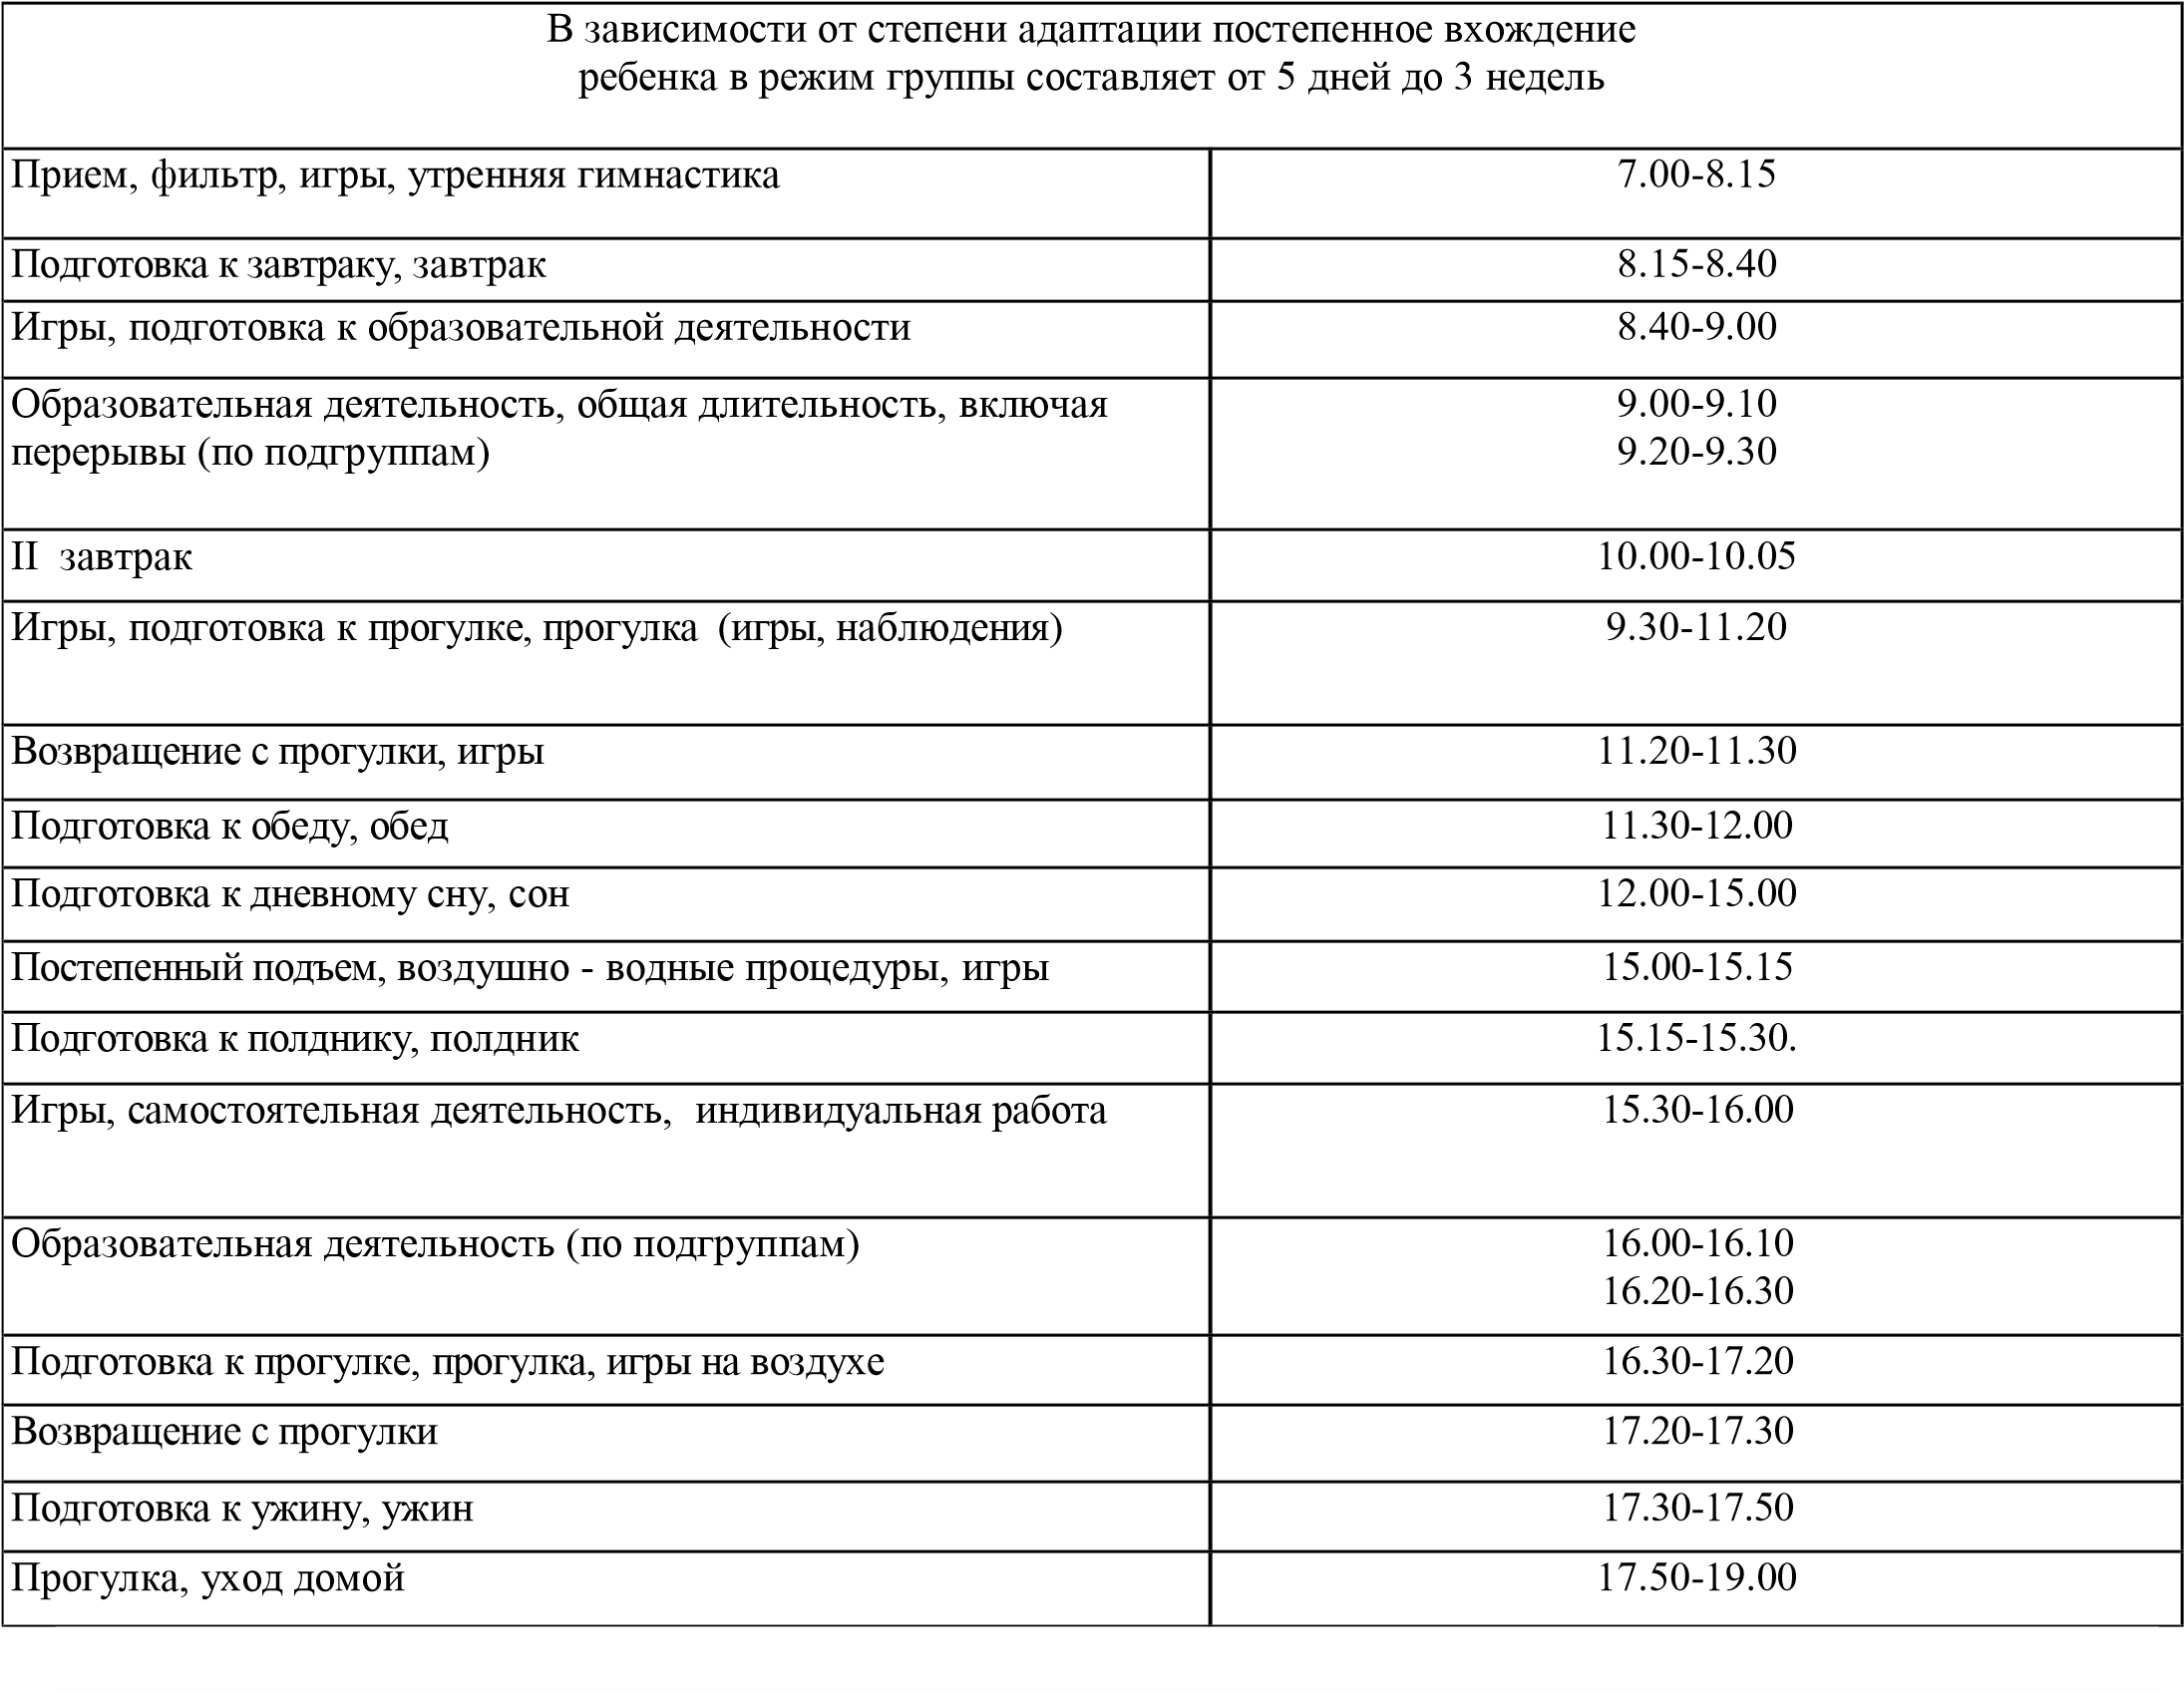 В зависимости от степени адаптации постепенное вхождение
ребенка в режим группы составляет от 5 дней до 3 недель
Прием, фильтр, игры, утренняя гимнастика
7.00-8.15
Подготовка к завтраку, завтрак
8.15-8.40
Игры, подготовка к образовательной деятельности
8.40-9.00
Образовательная деятельность, общая длительность, включая
перерывы (по подгруппам)
9.00-9.10
9.20-9.30
II завтрак
10.00-10.05
Игры, подготовка к прогулке, прогулка (игры, наблюдения)
9.30-11.20
Возвращение с прогулки, игры
11.20-11.30
Подготовка к обеду, обед
11.30-12.00
Подготовка к дневному сну, сон
12.00-15.00
Постепенный подъем, воздушно - водные процедуры, игры
15.00-15.15
Подготовка к полднику, полдник
15.15-15.30.
Игры, самостоятельная деятельность, индивидуальная работа
15.30-16.00
Образовательная деятельность (по подгруппам)
16.00-16.10
16.20-16.30
Подготовка к прогулке, прогулка, игры на воздухе
16.30-17.20
Возвращение с прогулки
17.20-17.30
Подготовка к ужину, ужин
17.30-17.50
Прогулка, уход домой
17.50-19.00